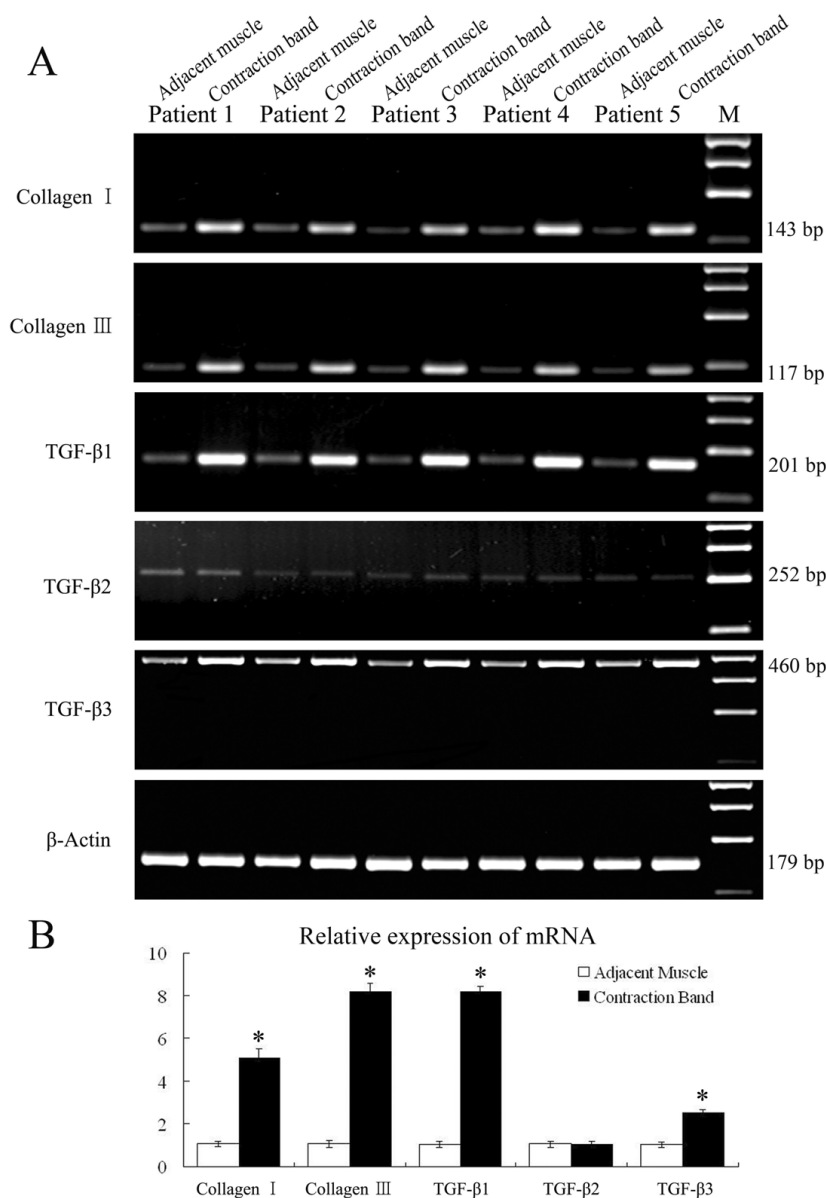 A
Adjacent muscle
Contraction band
Adjacent muscle
Contraction band
Adjacent muscle
Contraction band
Adjacent muscle
Contraction band
Adjacent muscle
Contraction band
Patient 1 Patient 2 Patient 3 Patient 4 Patient 5 M
Collagen Ⅰ
143 bp
Collagen Ⅲ
117 bp
TGF-β1
201 bp
TGF-β2
252 bp
TGF-β3
460 bp
β-Actin
179 bp
B
Relative expression of mRNA
10
8
6
4
2
0
Adjacent Muscle
Contraction Band
*
*
*
*
Collagen Ⅰ Collagen Ⅲ TGF-β1 TGF-β2 TGF-β3